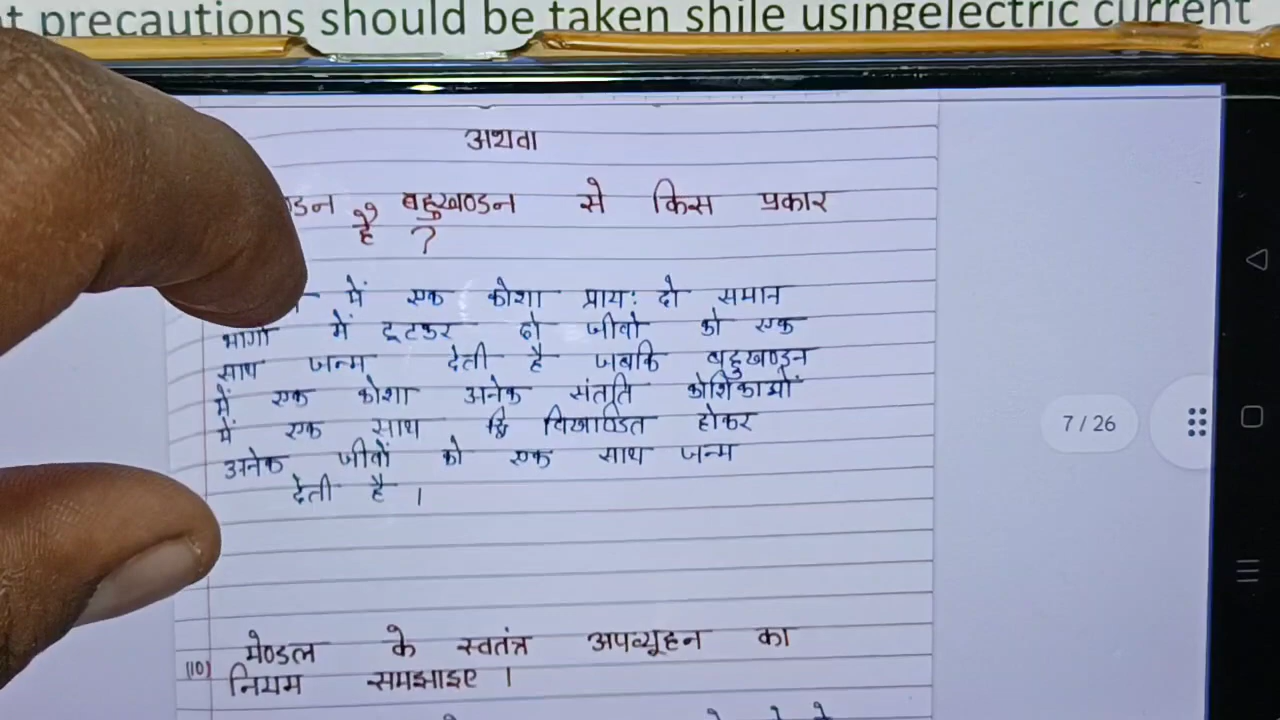 t precautions should be taken shile usingelectric current
अथवा
डन बहुखण्डन से किस प्रकार
है ?
में एक कोशा प्रायः दो समान
भागो में टूटकर दो जीवो को एक
साथ जन्म देती है जबकि बहुखण्डन
में एक कोशा अनेक संतति कोशिकाओं
में एक साथ द्वि विखाण्डित होकर
अनेक जीवों को एक साथ जन्म
देती है ।
7 / 26
(10) मेण्डल के स्वतंत्र अपव्यूहन का
नियम समझाइए ।